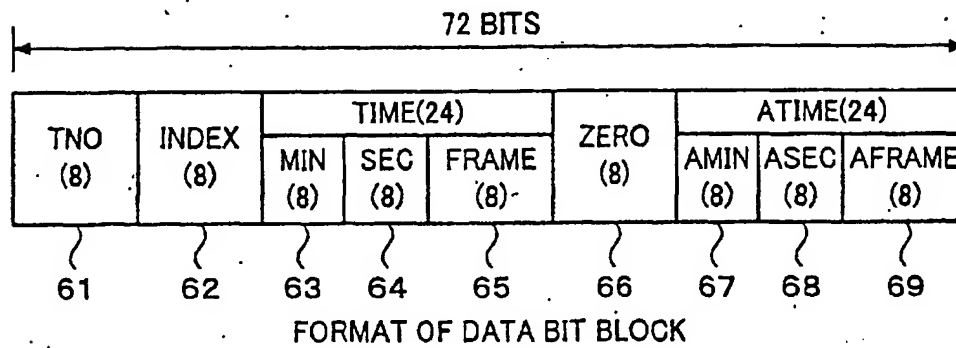 72 BITS
TNO (8)
INDEX (8)
TIME(24)
MIN (8)
SEC (8)
FRAME (8)
ZERO (8)
ATIME(24)
AMIN (8)
ASEC (8)
AFRAME (8)
61 62 63 64 65 66 67 68 69
FORMAT OF DATA BIT BLOCK